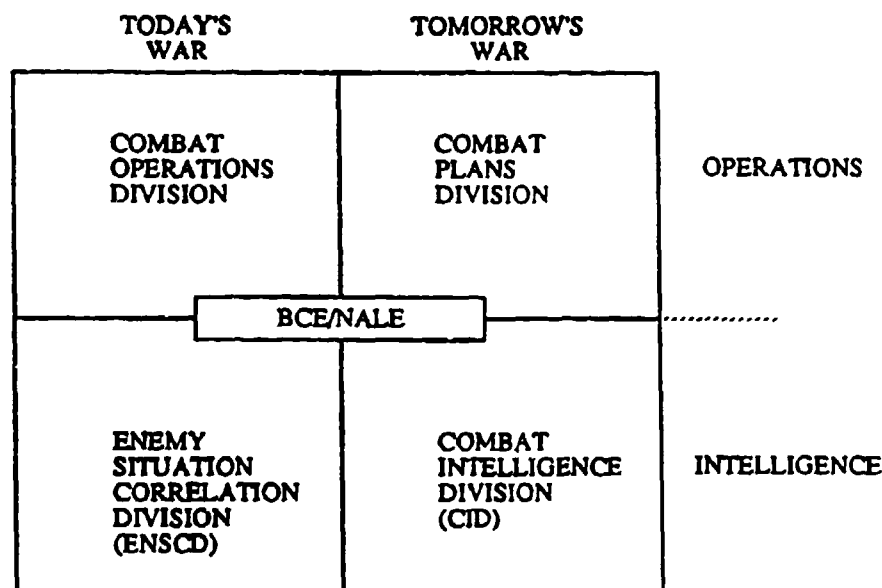 TODAY'S
WAR
TOMORROW'S
WAR
COMBAT
OPERATIONS
DIVISION
COMBAT
PLANS
DIVISION
OPERATIONS
BCE/NALE
ENEMY
SITUATION
CORRELATION
DIVISION
(ENSCD)
COMBAT
INTELLIGENCE
DIVISION
(CID)
INTELLIGENCE